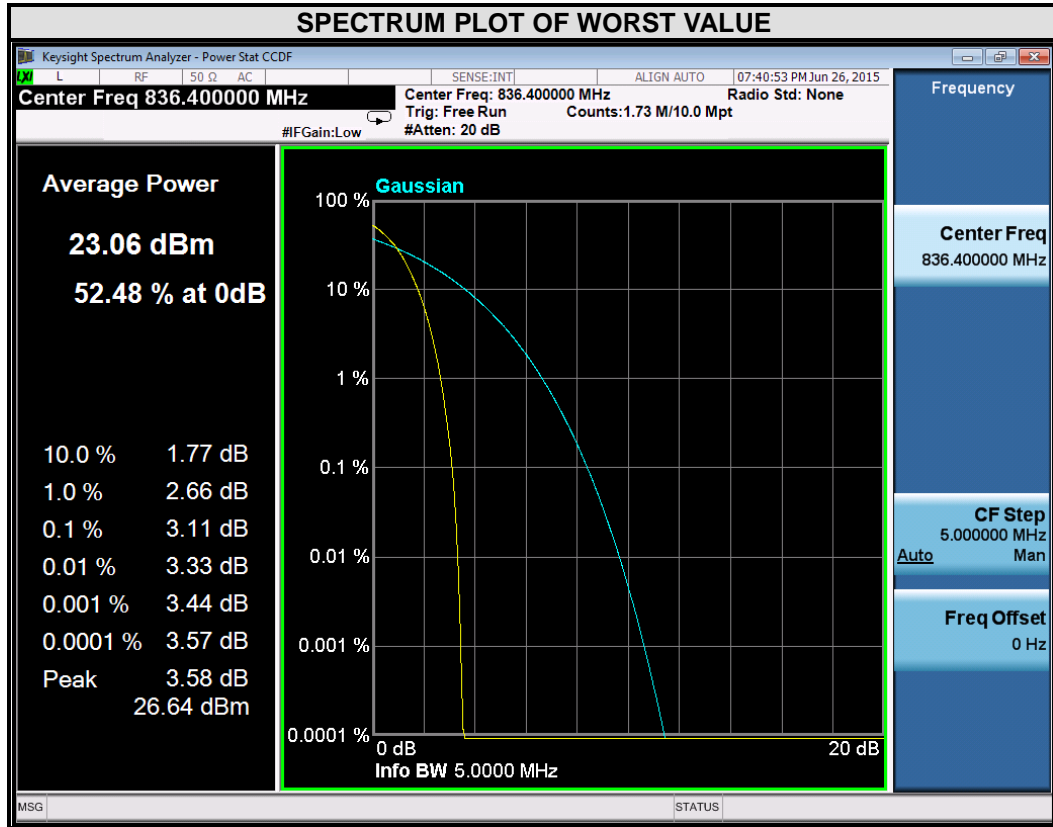 SPECTRUM PLOT OF WORST VALUE
Keysight Spectrum Analyzer - Power Stat CCDF
LXI L RF 50 Ω AC SENSE:INT ALIGN AUTO 07:40:53 PM Jun 26, 2015
Center Freq 836.400000 MHz
Center Freq: 836.400000 MHz Radio Std: None
Trig: Free Run Counts:1.73 M/10.0 Mpt
#IFGain:Low #Atten: 20 dB
Frequency
Average Power
23.06 dBm
52.48 % at 0dB
10.0 % 1.77 dB
1.0 % 2.66 dB
0.1 % 3.11 dB
0.01 % 3.33 dB
0.001 % 3.44 dB
0.0001 % 3.57 dB
Peak 3.58 dB
26.64 dBm
Gaussian
100 %
10 %
1 %
0.1 %
0.01 %
0.001 %
0.0001 %
0 dB 20 dB
Info BW 5.0000 MHz
Center Freq
836.400000 MHz
CF Step
5.000000 MHz
Auto Man
Freq Offset
0 Hz
MSG STATUS